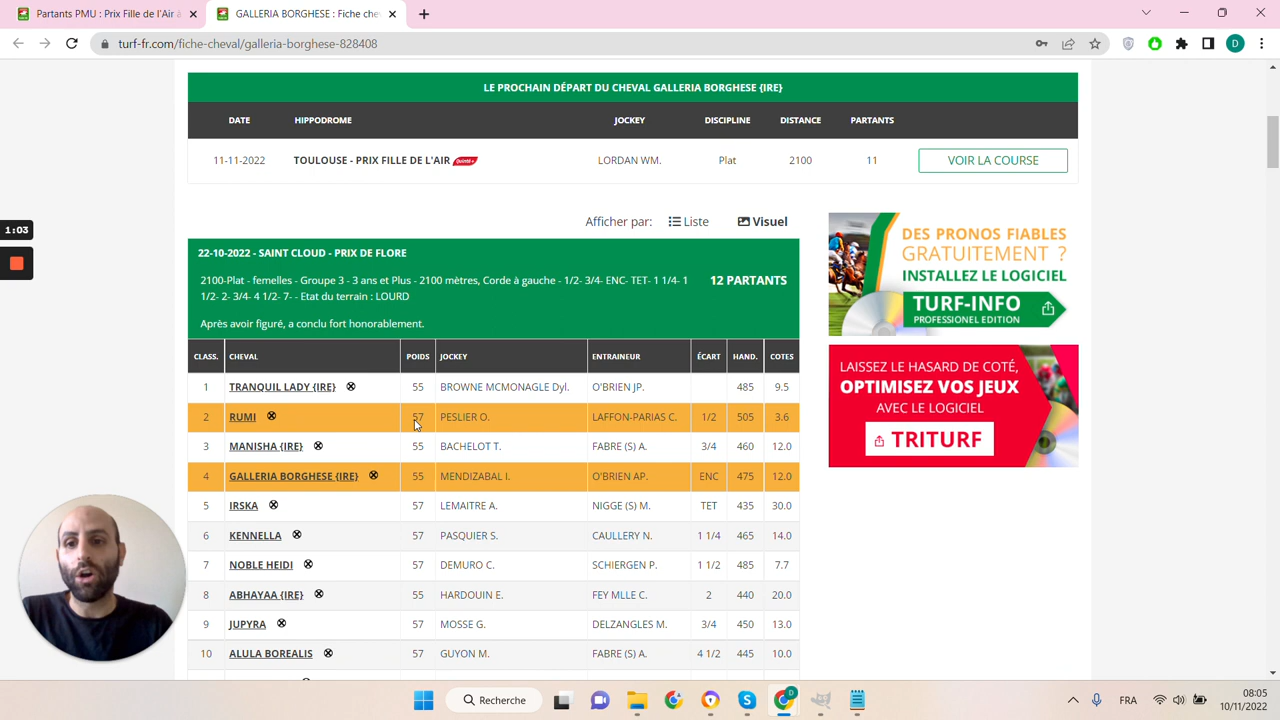 Partants PMU : Prix Fille de l'Air à
GALLERIA BORGHESE : Fiche che
turf-fr.com/fiche-cheval/galleria-borghese-828408
D
LE PROCHAIN DÉPART DU CHEVAL GALLERIA BORGHESE {IRE}
DATE HIPPODROME JOCKEY DISCIPLINE DISTANCE PARTANTS
11-11-2022 TOULOUSE - PRIX FILLE DE L'AIR Quinté+ LORDAN WM. Plat 2100 11 VOIR LA COURSE
1:03
Afficher par: Liste Visuel
22-10-2022 - SAINT CLOUD - PRIX DE FLORE
2100-Plat - femelles - Groupe 3 - 3 ans et Plus - 2100 mètres, Corde à gauche - 1/2- 3/4- ENC- TET- 1 1/4- 1
1/2- 2- 3/4- 4 1/2- 7- - Etat du terrain : LOURD
12 PARTANTS
Après avoir figuré, a conclu fort honorablement.
CLASS. CHEVAL POIDS JOCKEY ENTRAINEUR ÉCART HAND. COTES
1 TRANQUIL LADY {IRE} 55 BROWNE MCMONAGLE Dyl. O'BRIEN JP. 485 9.5
2 RUMI 57 PESLIER O. LAFFON-PARIAS C. 1/2 505 3.6
3 MANISHA {IRE} 55 BACHELOT T. FABRE (S) A. 3/4 460 12.0
4 GALLERIA BORGHESE {IRE} 55 MENDIZABAL I. O'BRIEN AP. ENC 475 12.0
5 IRSKA 57 LEMAITRE A. NIGGE (S) M. TET 435 30.0
6 KENNELLA 57 PASQUIER S. CAULLERY N. 1 1/4 465 14.0
7 NOBLE HEIDI 57 DEMURO C. SCHIERGEN P. 1 1/2 485 7.7
8 ABHAYAA {IRE} 55 HARDOUIN E. FEY MLLE C. 2 440 20.0
9 JUPYRA 57 MOSSE G. DELZANGLES M. 3/4 450 13.0
10 ALULA BOREALIS 57 GUYON M. FABRE (S) A. 4 1/2 445 10.0
DES PRONOS FIABLES
GRATUITEMENT ?
INSTALLEZ LE LOGICIEL
TURF-INFO
PROFESSIONEL EDITION
LAISSEZ LE HASARD DE COTÉ,
OPTIMISEZ VOS JEUX
AVEC LE LOGICIEL
TRITURF
Recherche
D
FRA
08:05
10/11/2022